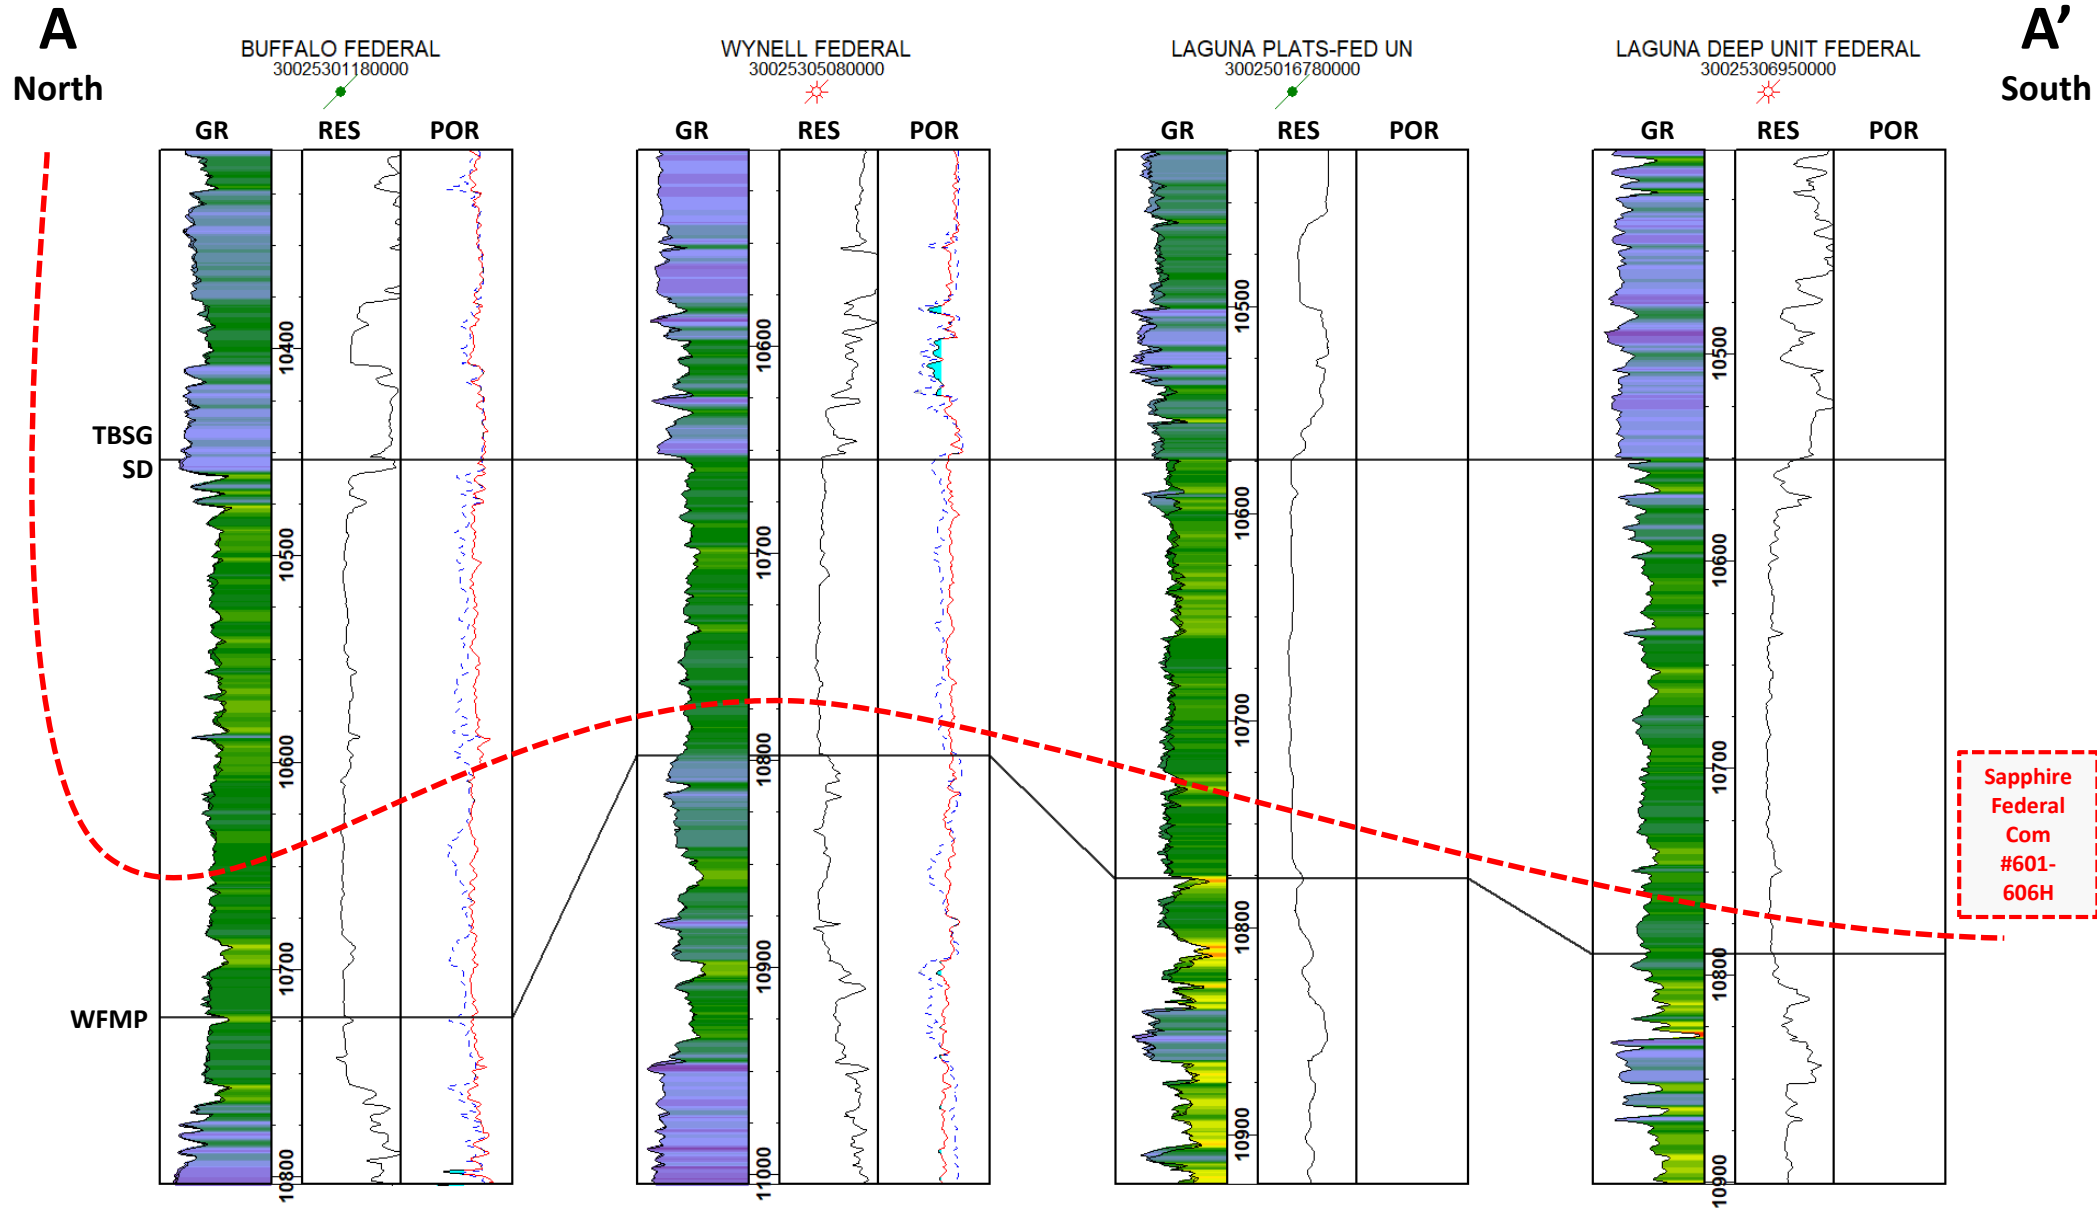 A
A’
North
South
BUFFALO FEDERAL
30025301180000
WYNELL FEDERAL
30025305080000
LAGUNA PLATS-FED UN
30025016780000
LAGUNA DEEP UNIT FEDERAL
30025306950000
GR RES POR
GR RES POR
GR RES POR
GR RES POR
TBSG
SD
WFMP
10400
10500
10600
10700
10800
10600
10700
10800
10900
11000
10500
10600
10700
10800
10900
10500
10600
10700
10800
10900
Sapphire
Federal
Com
#601-
606H